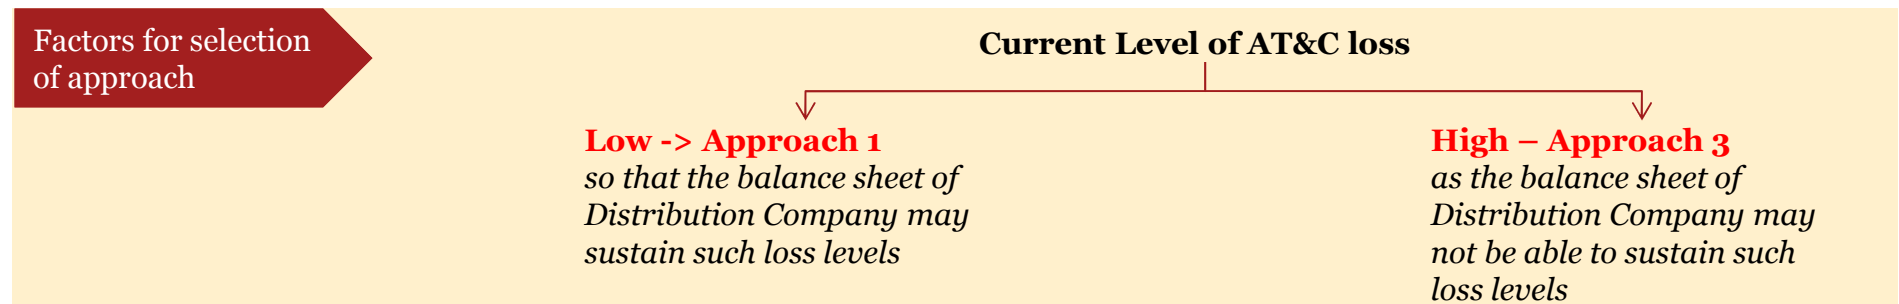 Factors for selection
of approach
Current Level of AT&C loss
Low -> Approach 1
so that the balance sheet of
Distribution Company may
sustain such loss levels
High – Approach 3
as the balance sheet of
Distribution Company may
not be able to sustain such
loss levels